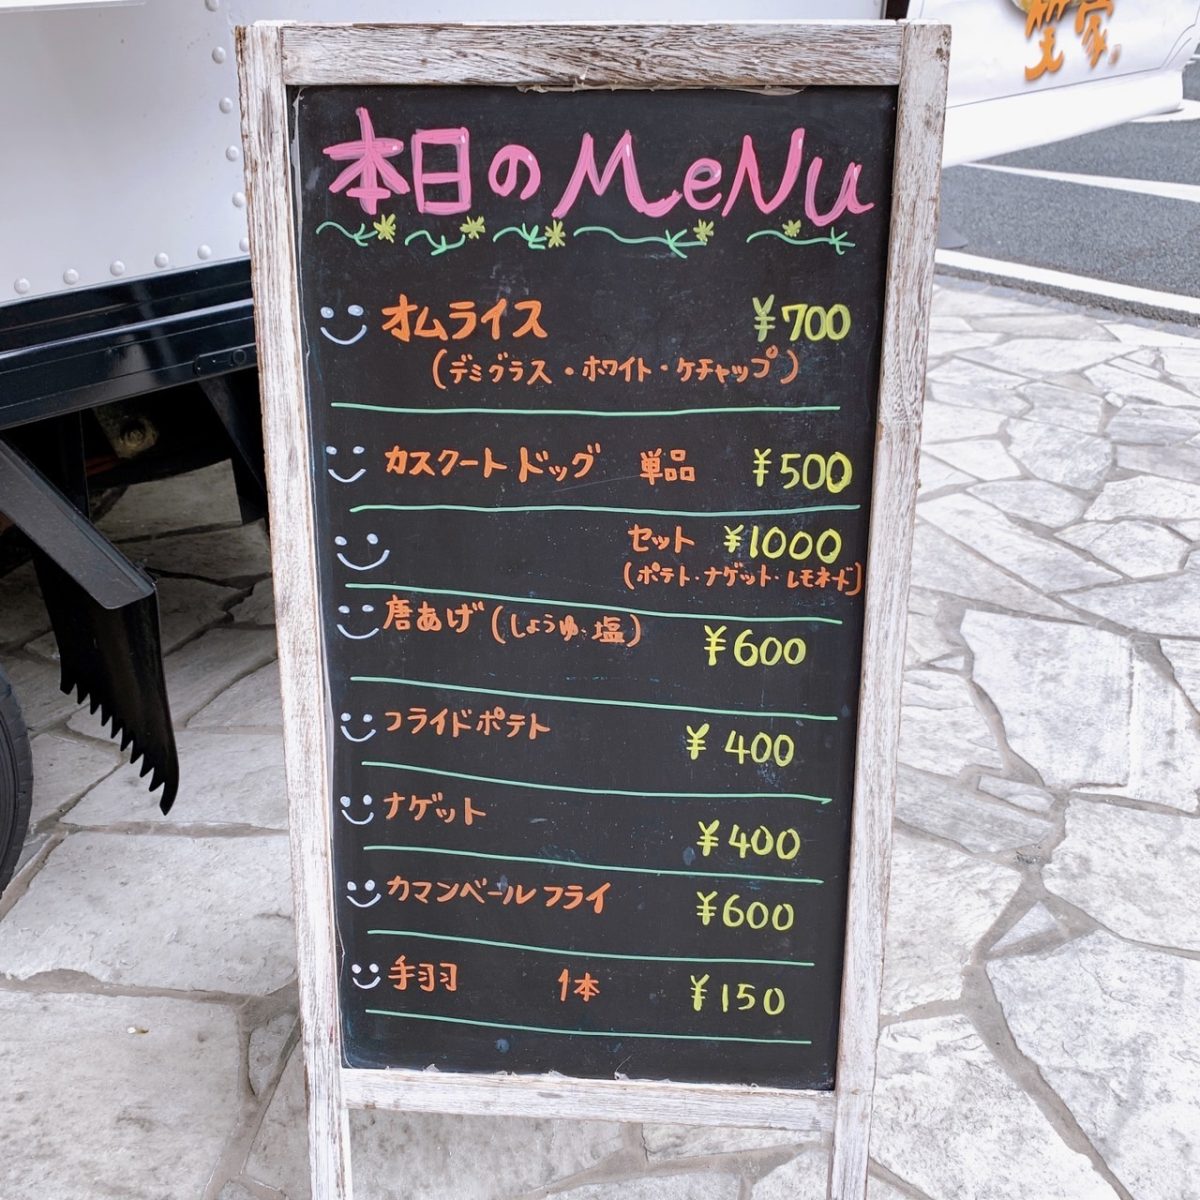 本日のMeNu
オムライス ¥700
(デミグラス・ホワイト・ケチャップ)
カスクートドッグ 単品 ¥500
セット ¥1000
(ポテト・ナゲット・レモネード)
唐あげ(しょうゆ・塩) ¥600
フライドポテト ¥400
ナゲット ¥400
カマンベールフライ ¥600
手羽 1本 ¥150